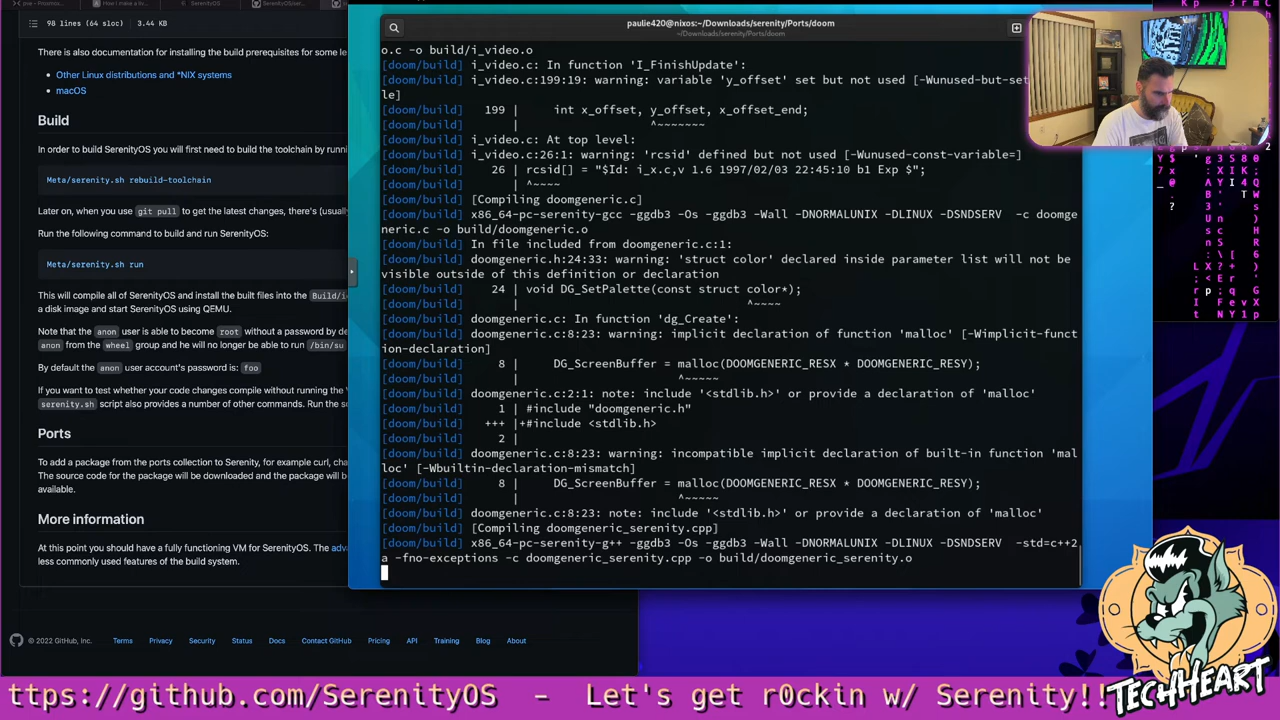 98 lines (66 sloc) 3.44 KB
There is also documentation for installing the build prerequisites for some le
Other Linux distributions and *NIX systems
macOS
Build
In order to build SerenityOS you will first need to build the toolchain by runni
Meta/serenity.sh rebuild-toolchain
Later on, when you use git pull to get the latest changes, there's (usually
Run the following command to build and run SerenityOS:
Meta/serenity.sh run
This will compile all of SerenityOS and install the built files into the Build/i
a disk image and start SerenityOS using QEMU.
Note that the anon user is able to become root without a password by de
anon from the wheel group and he will no longer be able to run /bin/su
By default the anon user account's password is: foo
If you want to test whether your code changes compile without running the V
serenity.sh script also provides a number of other commands. Run the sc
Ports
To add a package from the ports collection to Serenity, for example curl, cha
The source code for the package will be downloaded and the package will b
available.
More information
At this point you should have a fully functioning VM for SerenityOS. The adva
less commonly used features of the build system.
© 2022 GitHub, Inc. Terms Privacy Security Status Docs Contact GitHub Pricing API Training Blog About
paulie420@nixos:~/Downloads/serenity/Ports/doom
~/Downloads/serenity/Ports/doom
o.c -o build/i_video.o
[doom/build] i_video.c: In function 'I_FinishUpdate':
[doom/build] i_video.c:199:19: warning: variable 'y_offset' set but not used [-Wunused-but-set
le]
[doom/build]   199 |     int x_offset, y_offset, x_offset_end;
[doom/build]       |                   ^~~~~~~~
[doom/build] i_video.c: At top level:
[doom/build] i_video.c:26:1: warning: 'rcsid' defined but not used [-Wunused-const-variable=]
[doom/build]    26 | rcsid[] = "$Id: i_x.c,v 1.6 1997/02/03 22:45:10 b1 Exp $";
[doom/build]       | ^~~~~
[doom/build] [Compiling doomgeneric.c]
[doom/build] x86_64-pc-serenity-gcc -ggdb3 -Os -ggdb3 -Wall -DNORMALUNIX -DLINUX -DSNDSERV  -c doomge
neric.c -o build/doomgeneric.o
[doom/build] In file included from doomgeneric.c:1:
[doom/build] doomgeneric.h:24:33: warning: 'struct color' declared inside parameter list will not be
visible outside of this definition or declaration
[doom/build]    24 | void DG_SetPalette(const struct color*);
[doom/build]       |                                 ^~~~~
[doom/build] doomgeneric.c: In function 'dg_Create':
[doom/build] doomgeneric.c:8:23: warning: implicit declaration of function 'malloc' [-Wimplicit-funct
ion-declaration]
[doom/build]     8 |     DG_ScreenBuffer = malloc(DOOMGENERIC_RESX * DOOMGENERIC_RESY);
[doom/build]       |                       ^~~~~~
[doom/build] doomgeneric.c:2:1: note: include '<stdlib.h>' or provide a declaration of 'malloc'
[doom/build]     1 | #include "doomgeneric.h"
[doom/build]   +++ |+#include <stdlib.h>
[doom/build]     2 |
[doom/build] doomgeneric.c:8:23: warning: incompatible implicit declaration of built-in function 'mal
loc' [-Wbuiltin-declaration-mismatch]
[doom/build]     8 |     DG_ScreenBuffer = malloc(DOOMGENERIC_RESX * DOOMGENERIC_RESY);
[doom/build]       |                       ^~~~~~
[doom/build] doomgeneric.c:8:23: note: include '<stdlib.h>' or provide a declaration of 'malloc'
[doom/build] [Compiling doomgeneric_serenity.cpp]
[doom/build] x86_64-pc-serenity-g++ -ggdb3 -Os -ggdb3 -Wall -DNORMALUNIX -DLINUX -DSNDSERV  -std=c++2
a -fno-exceptions -c doomgeneric_serenity.cpp -o build/doomgeneric_serenity.o
ttps://github.com/SerenityOS  -  Let's get r0ckin w/ Serenity!!
TECHHEART